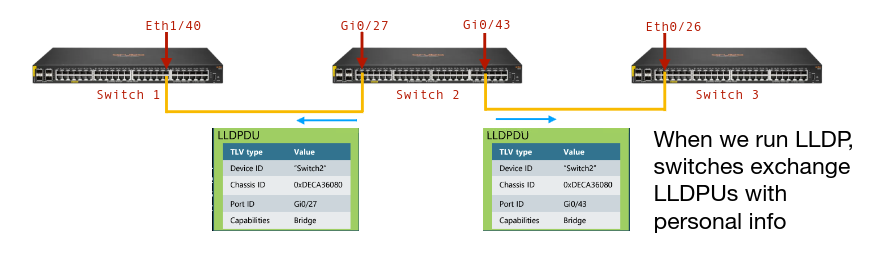 Eth1/40
Gi0/27
Gi0/43
Eth0/26
Switch 1
Switch 2
Switch 3
LLDPDU
TLV type Value
Device ID "Switch2"
Chassis ID 0xDECA36080
Port ID Gi0/27
Capabilities Bridge
LLDPDU
TLV type Value
Device ID "Switch2"
Chassis ID 0xDECA36080
Port ID Gi0/43
Capabilities Bridge
When we run LLDP,
switches exchange
LLDPUs with
personal info